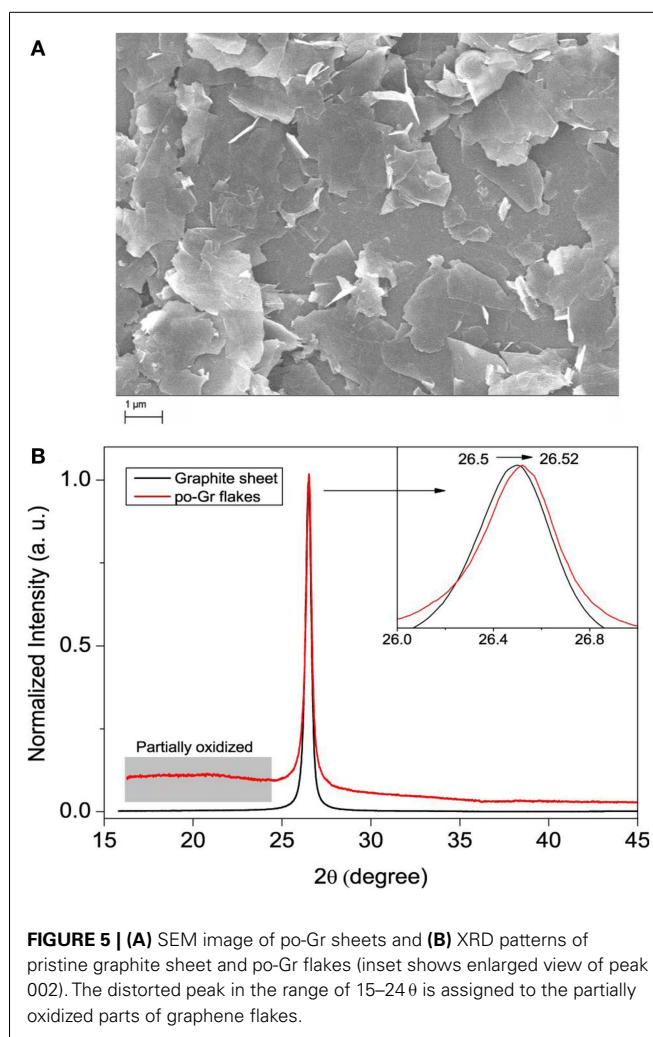 A
1 µm
B
1.0
0.5
0.0
Normalized Intensity (a. u.)
Graphite sheet
po-Gr flakes
26.5 26.52
26.0 26.4 26.8
Partially oxidized
15 20 25 30 35 40 45
2θ (degree)
FIGURE 5 | (A) SEM image of po-Gr sheets and (B) XRD patterns of
pristine graphite sheet and po-Gr flakes (inset shows enlarged view of peak
002). The distorted peak in the range of 15–24 θ is assigned to the partially
oxidized parts of graphene flakes.